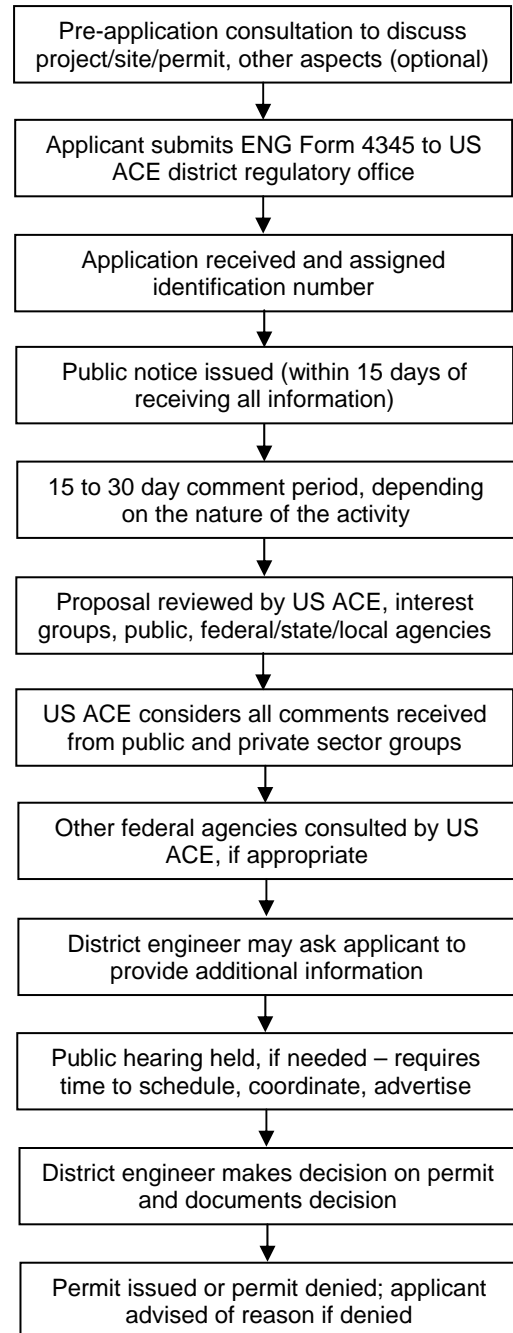 Pre-application consultation to discuss
project/site/permit, other aspects (optional)
Applicant submits ENG Form 4345 to US
ACE district regulatory office
Application received and assigned
identification number
Public notice issued (within 15 days of
receiving all information)
15 to 30 day comment period, depending
on the nature of the activity
Proposal reviewed by US ACE, interest
groups, public, federal/state/local agencies
US ACE considers all comments received
from public and private sector groups
Other federal agencies consulted by US
ACE, if appropriate
District engineer may ask applicant to
provide additional information
Public hearing held, if needed – requires
time to schedule, coordinate, advertise
District engineer makes decision on permit
and documents decision
Permit issued or permit denied; applicant
advised of reason if denied